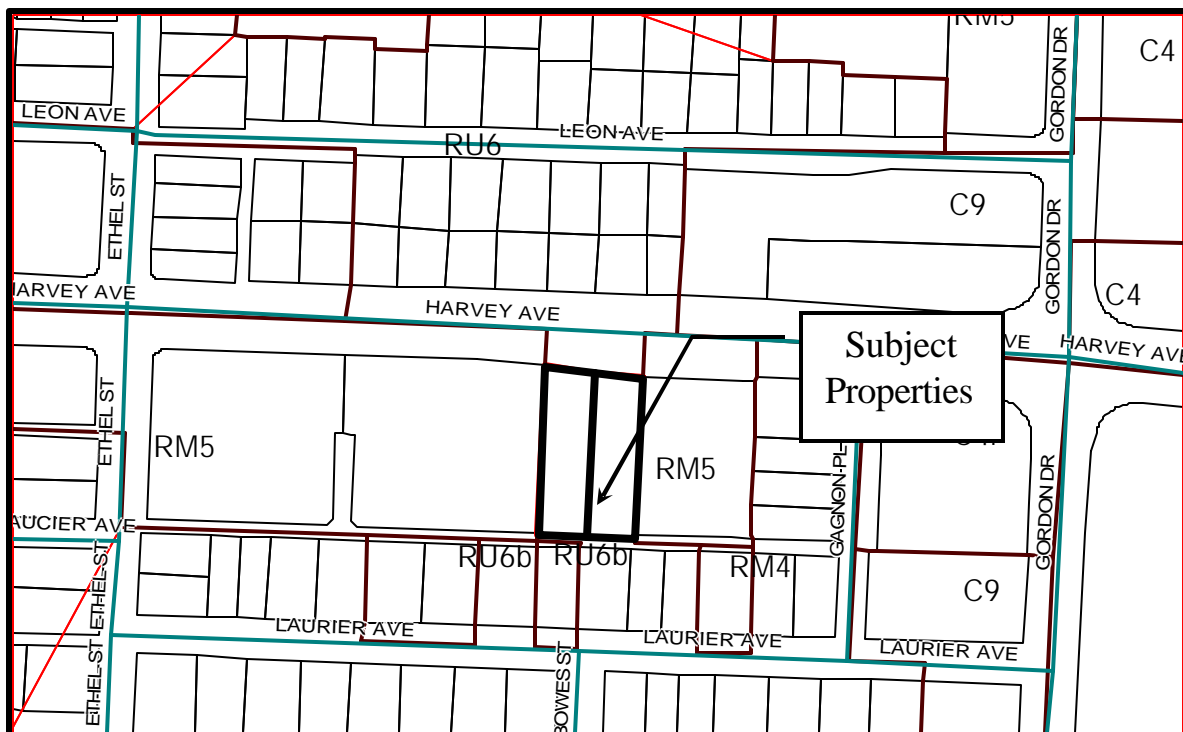 RM5
C4
GORDON DR
LEON AVE
LEON AVE
RU6
ETHEL ST
C9
GORDON DR
C4
HARVEY AVE
HARVEY AVE
VE
HARVEY AVE
Subject
Properties
ETHEL ST
RM5
RM5
GAGNON PL
GORDON DR
RU6b
RU6b
RM4
C9
ETHEL ST
LAURIER AVE
LAURIER AVE
LAURIER AVE
ETHEL ST
BOWES ST